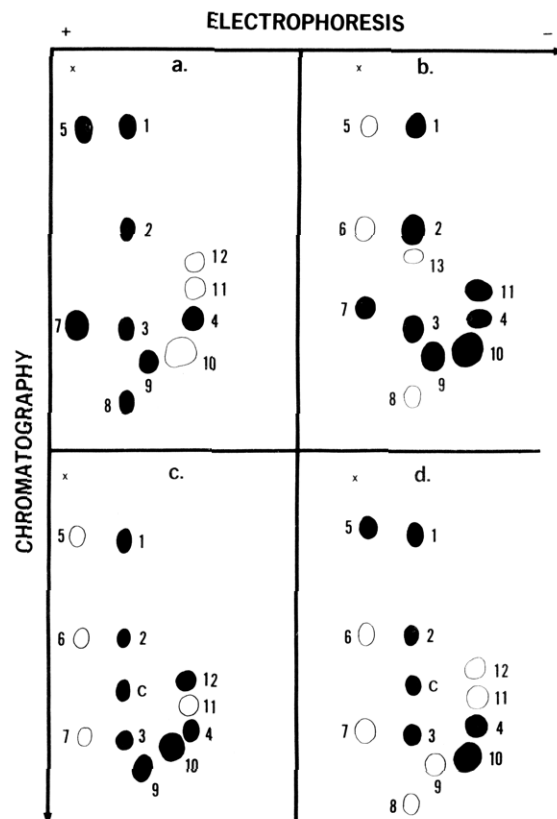 ELECTROPHORESIS
+ −
x a. x b.
5 1 5 1
2 6 2
12 13
11 11
7 3 4 7 3 4
10 10
9 9
8 8
x c. x d.
5 1 5 1
6 2 6 2
C 12 C 12
11 11
7 3 4 7 3 4
10 10
9 9
8
CHROMATOGRAPHY